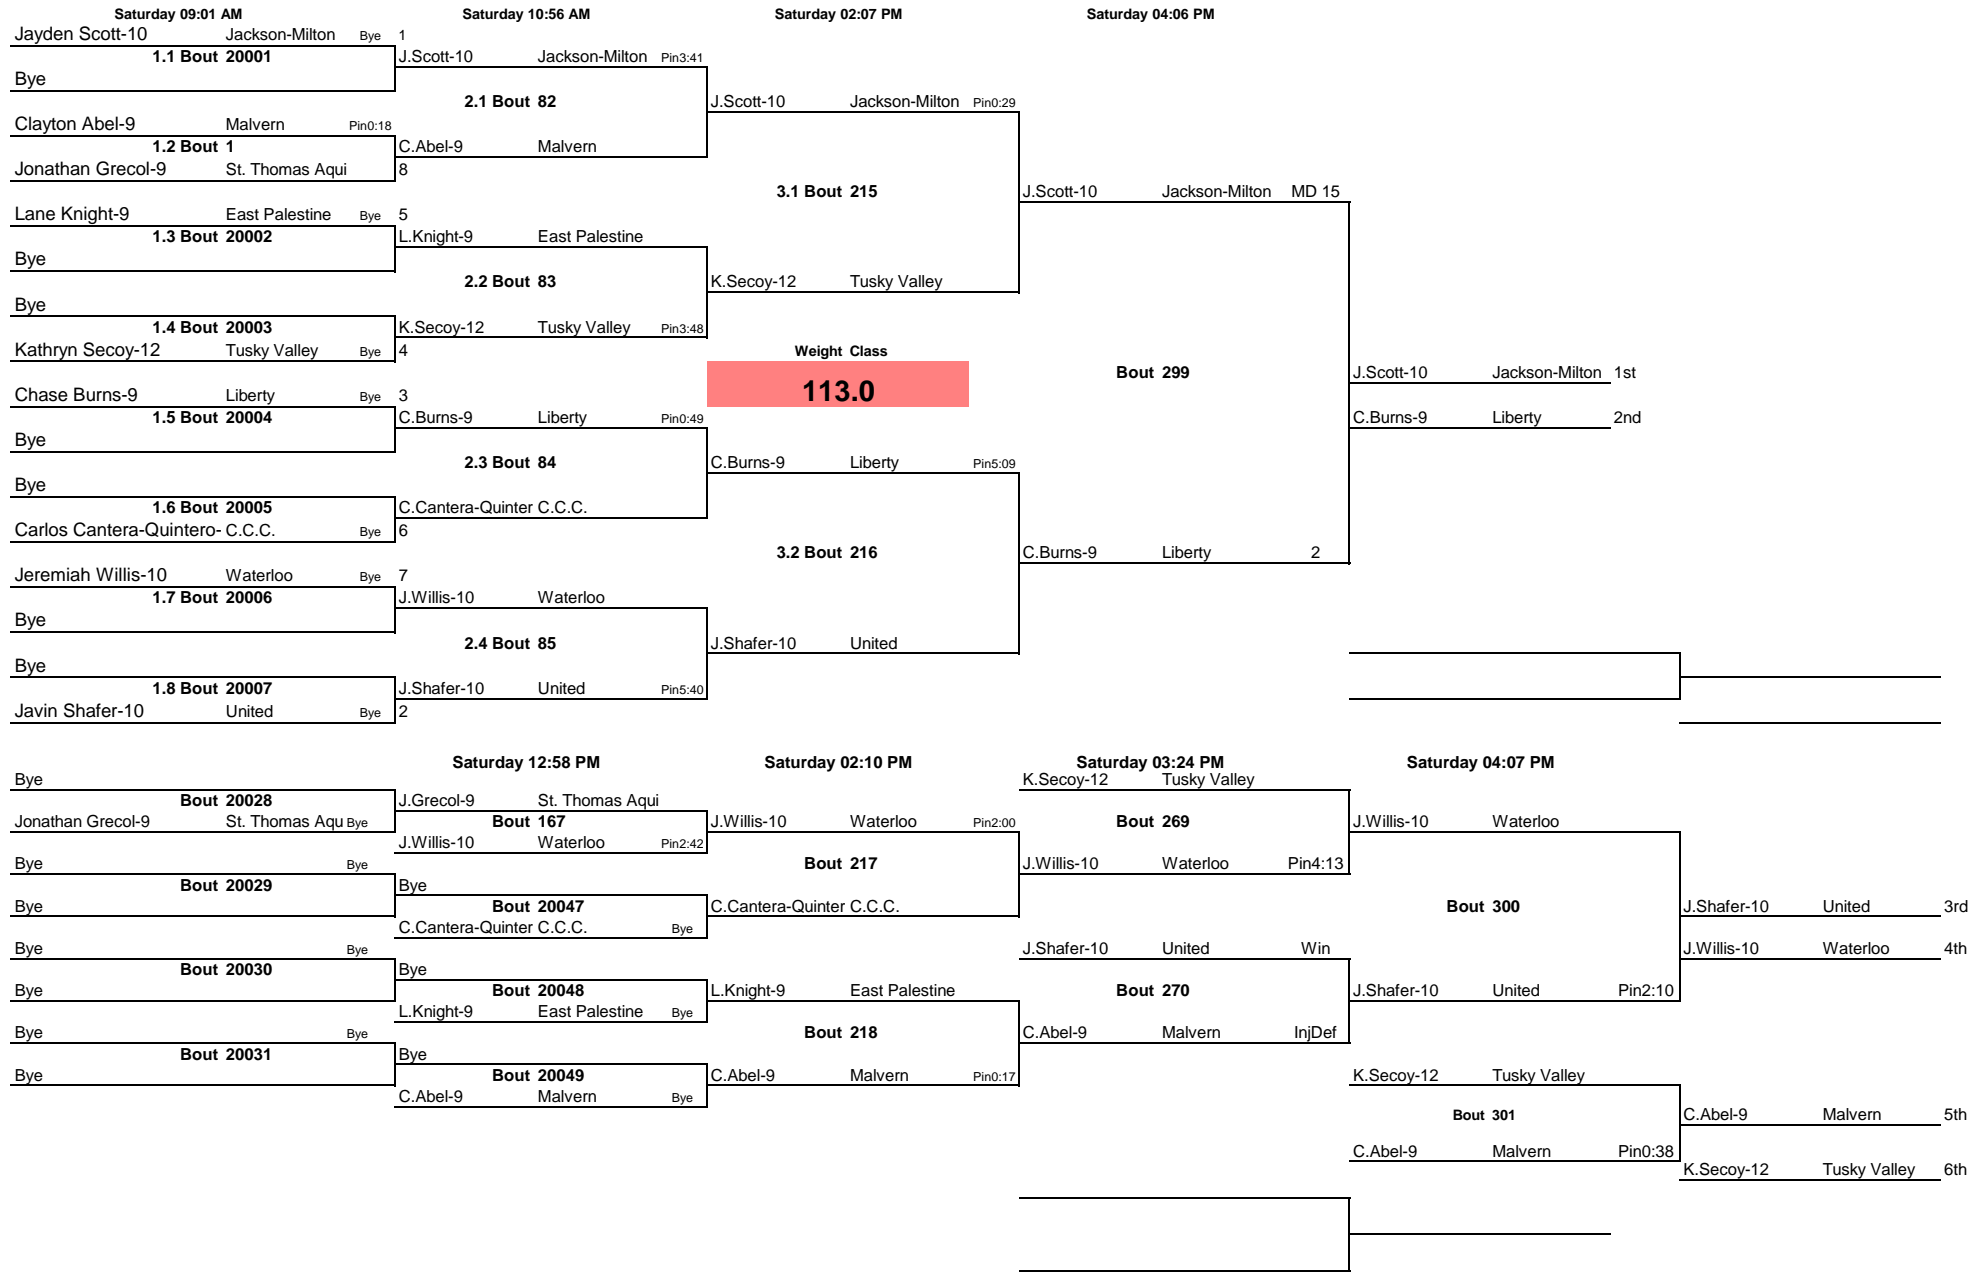 Saturday 09:01 AM Saturday 10:56 AM Saturday 02:07 PM Saturday 04:06 PM
Jayden Scott-10 Jackson-Milton Bye 1
1.1 Bout 20001 J.Scott-10 Jackson-Milton Pin3:41
Bye
2.1 Bout 82 J.Scott-10 Jackson-Milton Pin0:29
Clayton Abel-9 Malvern Pin0:18
1.2 Bout 1 C.Abel-9 Malvern
Jonathan Grecol-9 St. Thomas Aqui 8
3.1 Bout 215 J.Scott-10 Jackson-Milton MD 15
Lane Knight-9 East Palestine Bye 5
1.3 Bout 20002 L.Knight-9 East Palestine
Bye
2.2 Bout 83 K.Secoy-12 Tusky Valley
Bye
1.4 Bout 20003 K.Secoy-12 Tusky Valley Pin3:48
Kathryn Secoy-12 Tusky Valley Bye 4 Weight Class
Bout 299 J.Scott-10 Jackson-Milton 1st
Chase Burns-9 Liberty Bye 3 113.0
1.5 Bout 20004 C.Burns-9 Liberty Pin0:49 C.Burns-9 Liberty 2nd
Bye
2.3 Bout 84 C.Burns-9 Liberty Pin5:09
Bye
1.6 Bout 20005 C.Cantera-Quinter C.C.C.
Carlos Cantera-Quintero- C.C.C. Bye 6
3.2 Bout 216 C.Burns-9 Liberty 2
Jeremiah Willis-10 Waterloo Bye 7
1.7 Bout 20006 J.Willis-10 Waterloo
Bye
2.4 Bout 85 J.Shafer-10 United
Bye
1.8 Bout 20007 J.Shafer-10 United Pin5:40
Javin Shafer-10 United Bye 2
Saturday 12:58 PM Saturday 02:10 PM Saturday 03:24 PM Saturday 04:07 PM
Bye K.Secoy-12 Tusky Valley
Bout 20028 J.Grecol-9 St. Thomas Aqui
Jonathan Grecol-9 St. Thomas Aqu Bye Bout 167 J.Willis-10 Waterloo Pin2:00 Bout 269 J.Willis-10 Waterloo
J.Willis-10 Waterloo Pin2:42
Bye Bye Bout 217 J.Willis-10 Waterloo Pin4:13
Bout 20029 Bye
Bye Bout 20047 C.Cantera-Quinter C.C.C. Bout 300 J.Shafer-10 United 3rd
C.Cantera-Quinter C.C.C. Bye
Bye Bye J.Shafer-10 United Win J.Willis-10 Waterloo 4th
Bout 20030 Bye
Bye Bout 20048 L.Knight-9 East Palestine Bout 270 J.Shafer-10 United Pin2:10
L.Knight-9 East Palestine Bye
Bye Bye Bout 218 C.Abel-9 Malvern InjDef
Bout 20031 Bye
Bye Bout 20049 C.Abel-9 Malvern Pin0:17 K.Secoy-12 Tusky Valley
C.Abel-9 Malvern Bye
Bout 301 C.Abel-9 Malvern 5th
C.Abel-9 Malvern Pin0:38
K.Secoy-12 Tusky Valley 6th